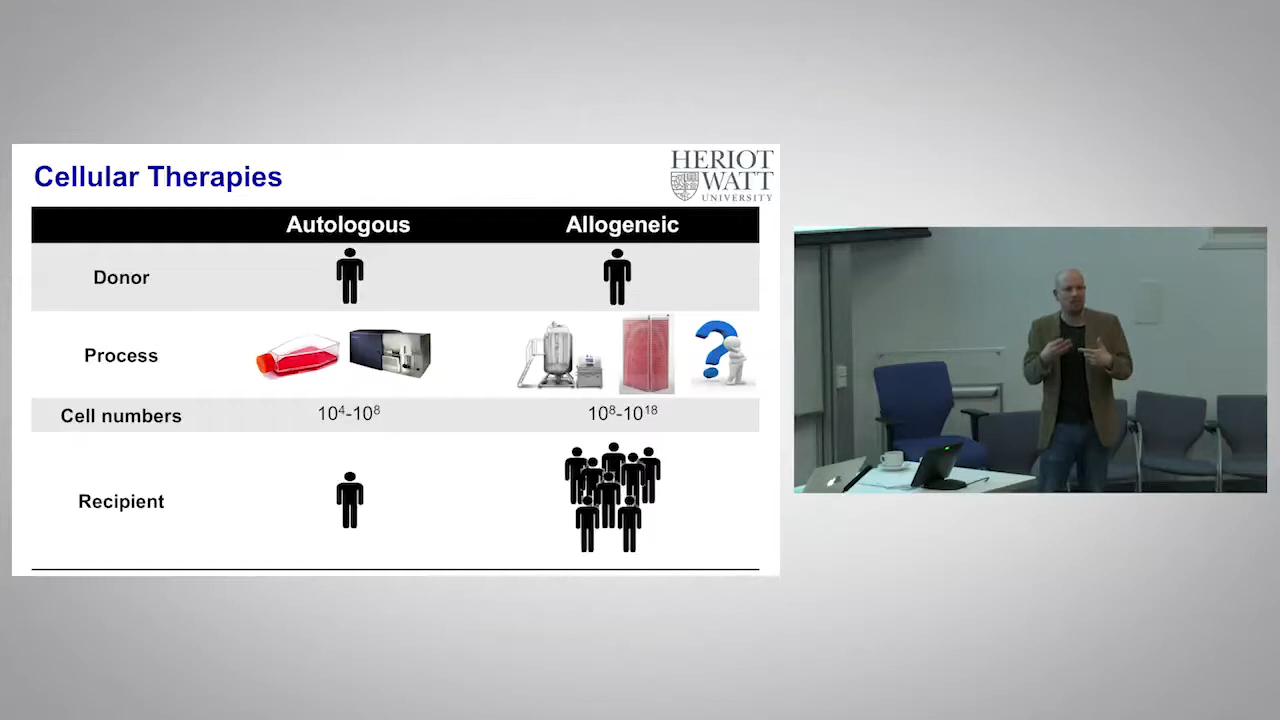 Cellular Therapies
HERIOT
WATT
UNIVERSITY
Autologous Allogeneic
Donor
Process
Cell numbers 10⁴-10⁸ 10⁸-10¹⁸
Recipient